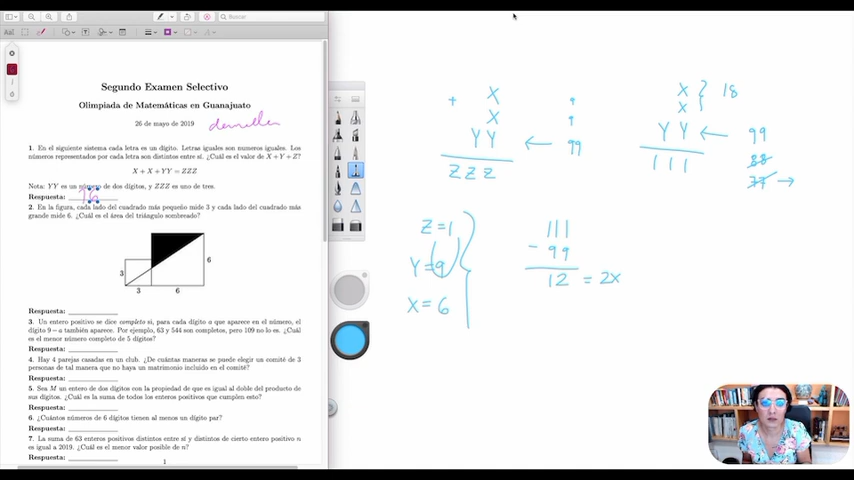 Buscar
Segundo Examen Selectivo
Olimpiada de Matemáticas en Guanajuato
26 de mayo de 2019
1. En el siguiente sistema cada letra es un dígito. Letras iguales son numeros iguales. Los
números representados por cada letra son distintos entre sí. ¿Cuál es el valor de X + Y + Z?
X + X + YY = ZZZ
Nota: YY es un número de dos dígitos, y ZZZ es uno de tres.
Respuesta: 16
2. En la figura, cada lado del cuadrado más pequeño mide 3 y cada lado del cuadrado más
grande mide 6. ¿Cuál es el área del triángulo sombreado?
3
6
3
6
Respuesta:
3. Un entero positivo se dice completo si, para cada dígito a que aparece en el número, el
dígito 9 − a también aparece. Por ejemplo, 63 y 544 son completos, pero 109 no lo es. ¿Cuál
es el menor número completo de 5 dígitos?
Respuesta:
4. Hay 4 parejas casadas en un club. ¿De cuántas maneras se puede elegir un comité de 3
personas de tal manera que no haya un matrimonio incluido en el comité?
Respuesta:
5. Sea M un entero de dos dígitos con la propiedad de que es igual al doble del producto de
sus dígitos. ¿Cuál es la suma de todos los enteros positivos que cumplen esto?
Respuesta:
6. ¿Cuántos números de 6 dígitos tienen al menos un dígito par?
Respuesta:
7. La suma de 63 enteros positivos distintos entre sí y distintos de cierto entero positivo n
es igual a 2019. ¿Cuál es el menor valor posible de n?
Respuesta:
1
+ X
X
YY ← 99
ZZZ
X } 18
X
YY ← 99
111
88
77 →
Z = 1
Y = 9
X = 6
111
− 99
12 = 2X